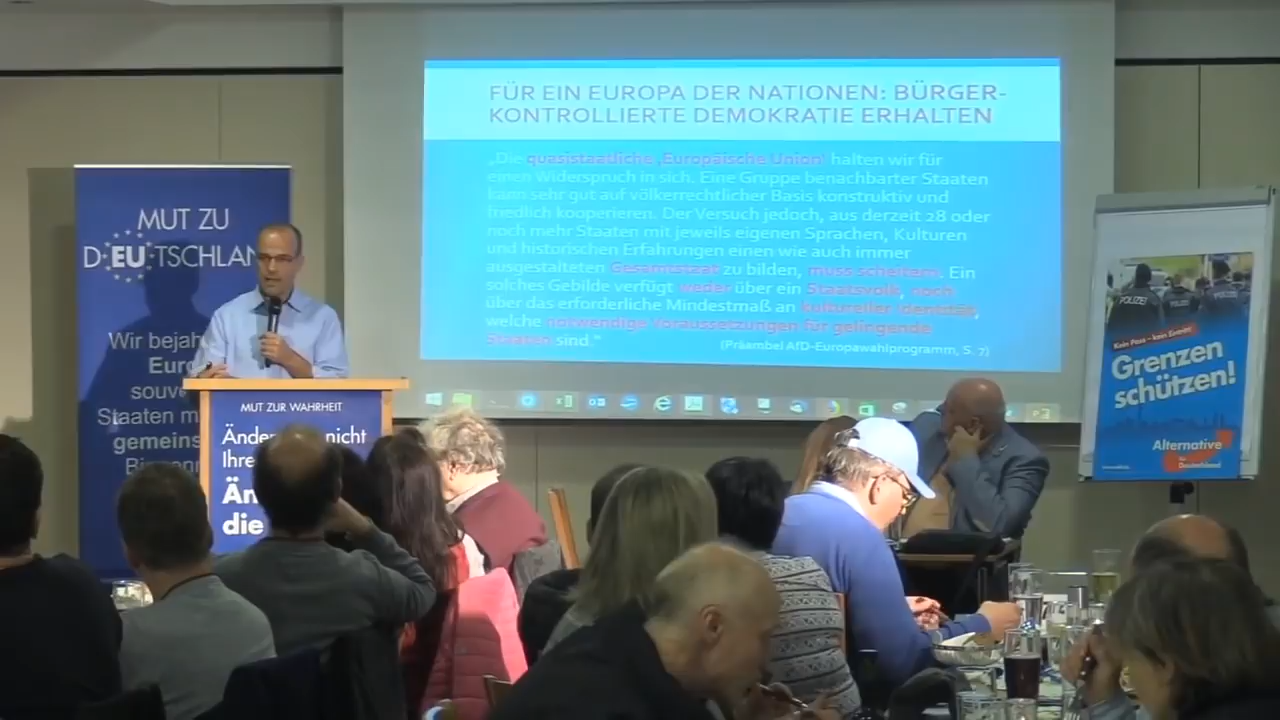 FÜR EIN EUROPA DER NATIONEN: BÜRGER-
KONTROLLIERTE DEMOKRATIE ERHALTEN
„Die quasistaatliche ‚Europäische Union' halten wir für
einen Widerspruch in sich. Eine Gruppe benachbarter Staaten
kann sehr gut auf völkerrechtlicher Basis konstruktiv und
friedlich kooperieren. Der Versuch jedoch, aus derzeit 28 oder
noch mehr Staaten mit jeweils eigenen Sprachen, Kulturen
und historischen Erfahrungen einen wie auch immer
ausgestalteten Gesamtstaat zu bilden, muss scheitern. Ein
solches Gebilde verfügt weder über ein Staatsvolk, noch
über das erforderliche Mindestmaß an kultureller Identität,
welche notwendige Voraussetzungen für gelingende
Staaten sind."
(Präambel AfD-Europawahlprogramm, S. 7)
MUT ZU
D·EU·TSCHLAN
Wir bejah
Euro
souve
Staaten m
gemeins
MUT ZUR WAHRHEIT
Änder nicht
Ihre
Än
die
POLIZEI
Kein Pass – kein Eintritt!
Grenzen
schützen!
Alternative
für
Deutschland